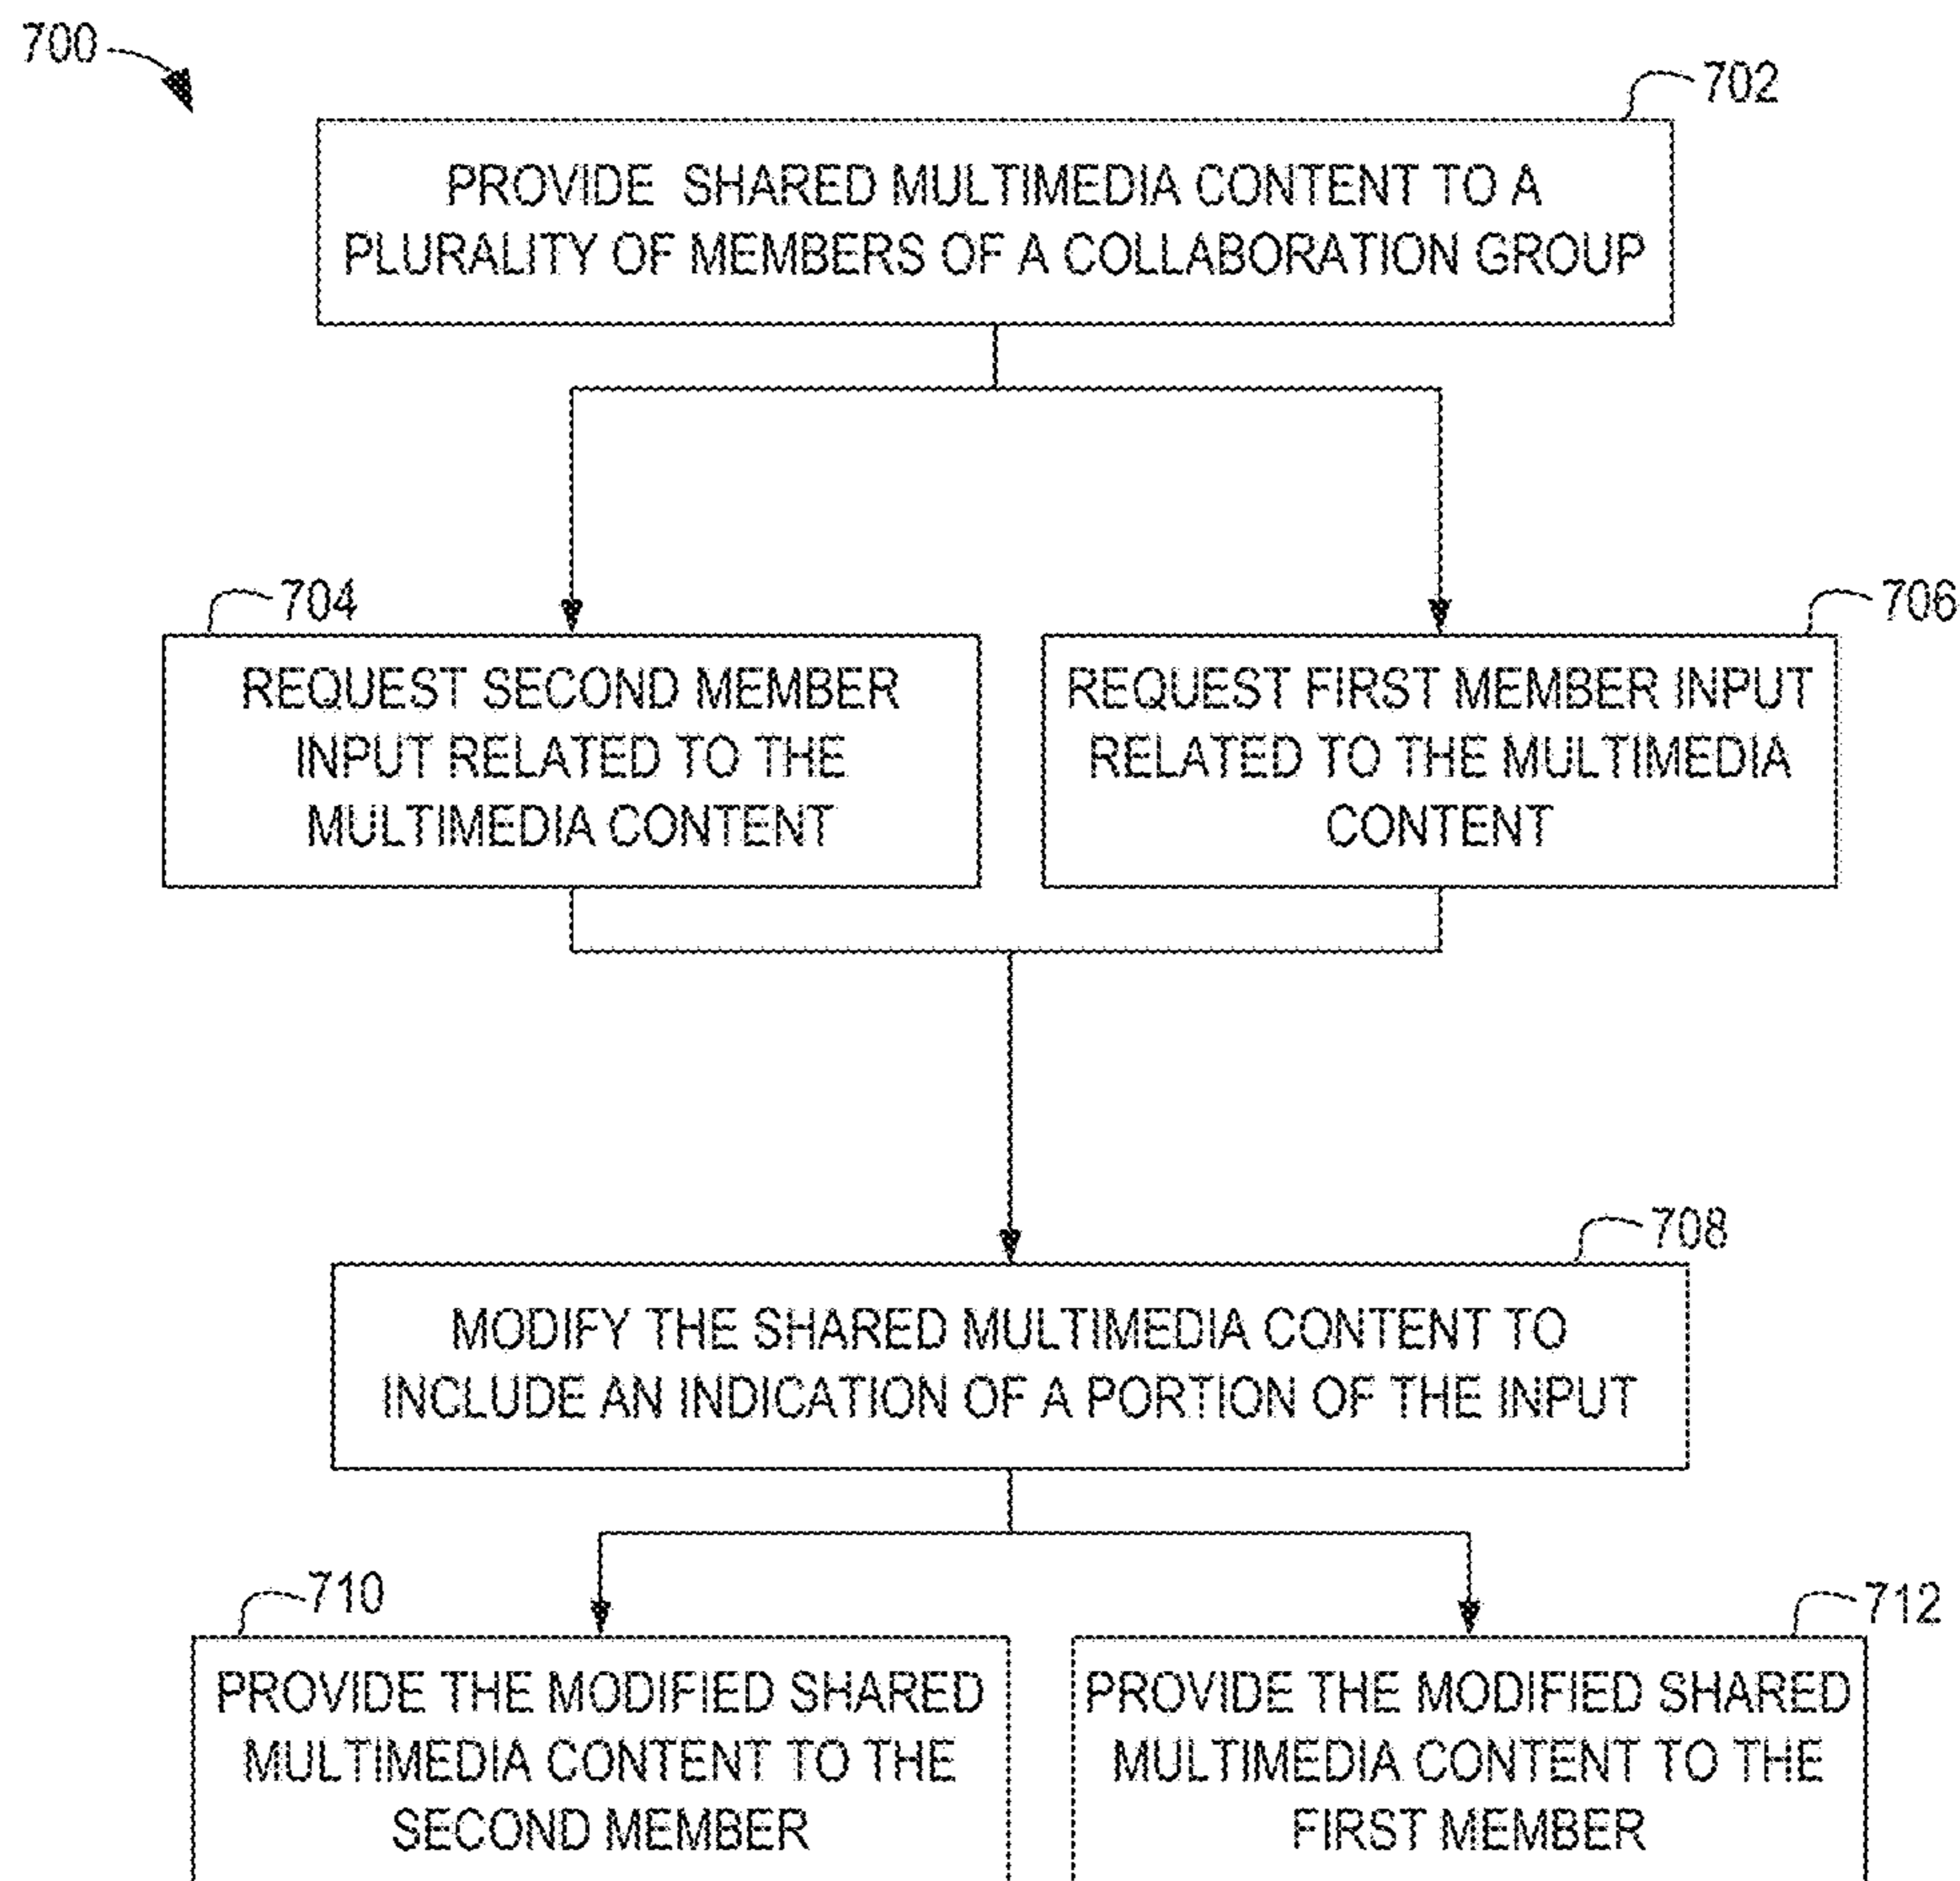 700
702
PROVIDE SHARED MULTIMEDIA CONTENT TO A
PLURALITY OF MEMBERS OF A COLLABORATION GROUP
704
REQUEST SECOND MEMBER
INPUT RELATED TO THE
MULTIMEDIA CONTENT
706
REQUEST FIRST MEMBER INPUT
RELATED TO THE MULTIMEDIA
CONTENT
708
MODIFY THE SHARED MULTIMEDIA CONTENT TO
INCLUDE AN INDICATION OF A PORTION OF THE INPUT
710
PROVIDE THE MODIFIED SHARED
MULTIMEDIA CONTENT TO THE
SECOND MEMBER
712
PROVIDE THE MODIFIED SHARED
MULTIMEDIA CONTENT TO THE
FIRST MEMBER